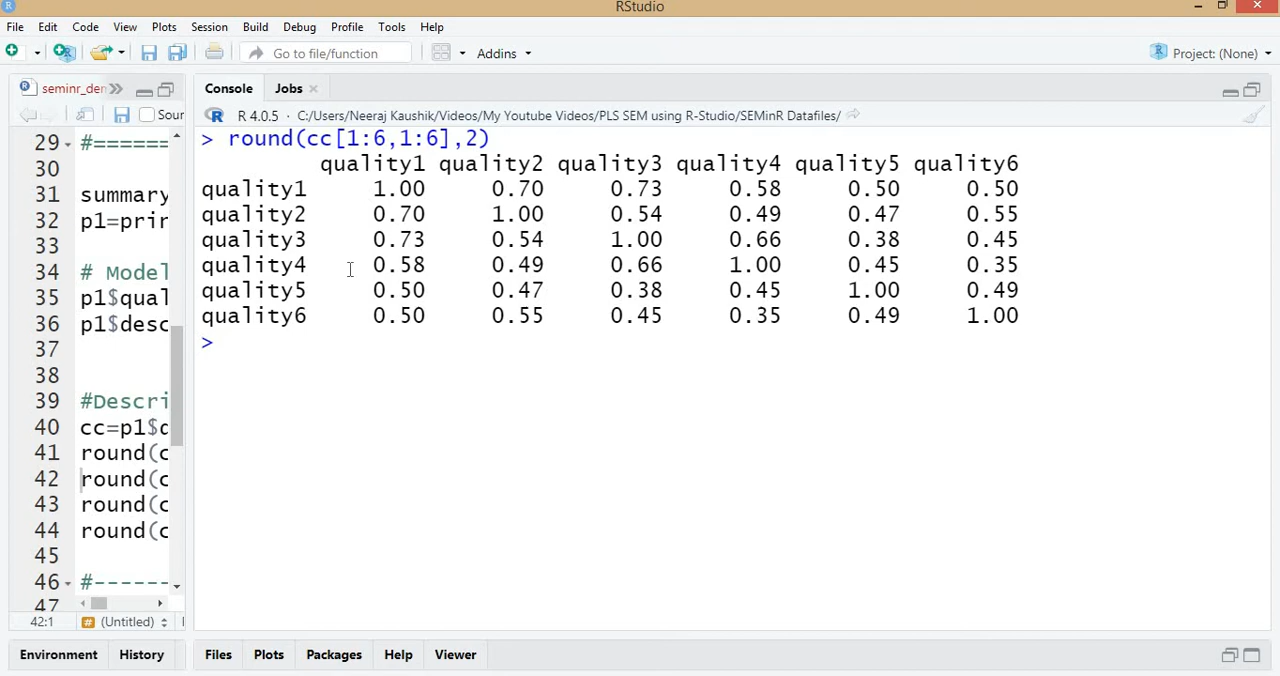 RStudio
File Edit Code View Plots Session Build Debug Profile Tools Help
Go to file/function Addins Project: (None)
seminr_den Console Jobs
Sour R 4.0.5 · C:/Users/Neeraj Kaushik/Videos/My Youtube Videos/PLS SEM using R-Studio/SEMinR Datafiles/
> round(cc[1:6,1:6],2)
quality1 quality2 quality3 quality4 quality5 quality6
quality1 1.00 0.70 0.73 0.58 0.50 0.50
quality2 0.70 1.00 0.54 0.49 0.47 0.55
quality3 0.73 0.54 1.00 0.66 0.38 0.45
quality4 0.58 0.49 0.66 1.00 0.45 0.35
quality5 0.50 0.47 0.38 0.45 1.00 0.49
quality6 0.50 0.55 0.45 0.35 0.49 1.00
>
29 #=======
30
31 summary
32 p1=prin
33
34 # Model
35 p1$qual
36 p1$desc
37
38
39 #Descri
40 cc=p1$d
41 round(c
42 round(c
43 round(c
44 round(c
45
46 #------
47
42:1 # (Untitled)
Environment History Files Plots Packages Help Viewer